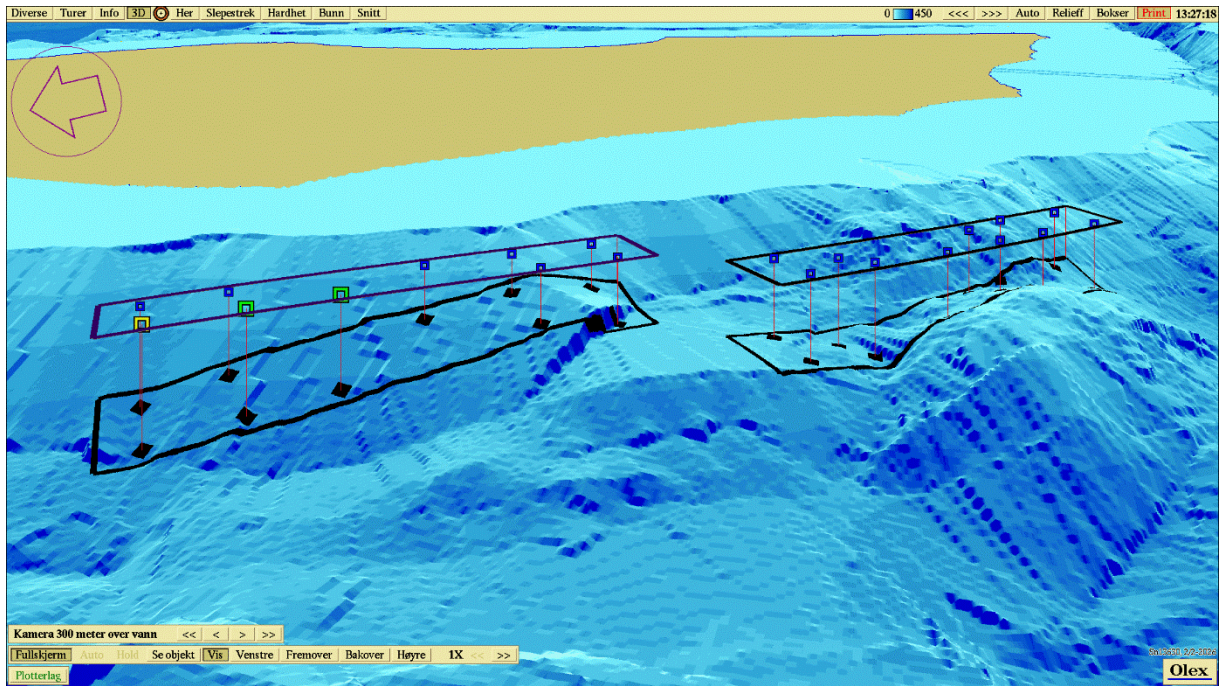 Diverse Turer Info 3D Her Slepestrek Hardhet Bunn Snitt 0 450 <<< >>> Auto Relieff Bokser Print 13:27:18
Kamera 300 meter over vann << < > >>
Fullskjerm Auto Hold Se objekt Vis Venstre Fremover Bakover Høyre 1X << >>
Plotterlag
Olex